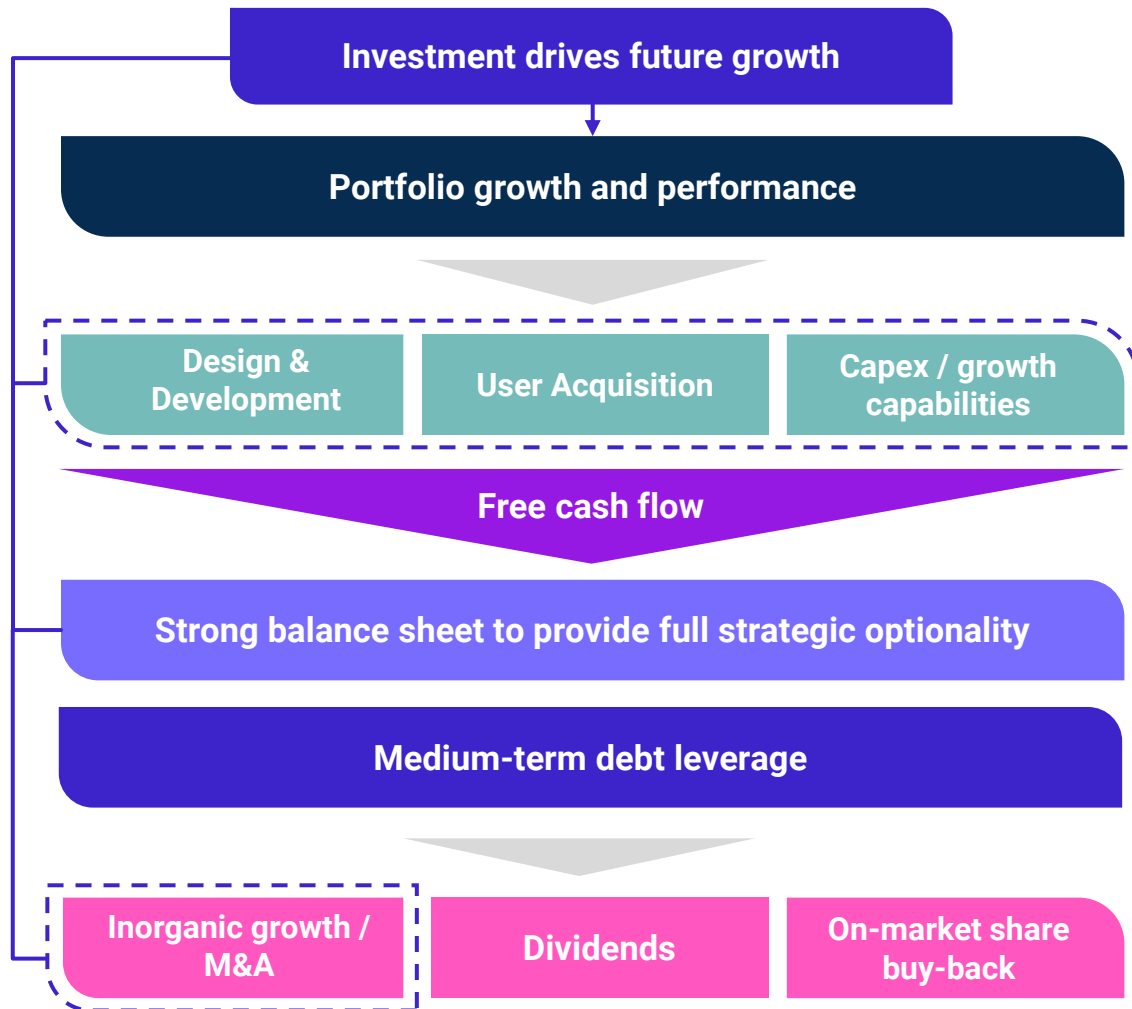 Investment drives future growth
Portfolio growth and performance
Design &
Development
User Acquisition
Capex / growth
capabilities
Free cash flow
Strong balance sheet to provide full strategic optionality
Medium-term debt leverage
Inorganic growth /
M&A
Dividends
On-market share
buy-back